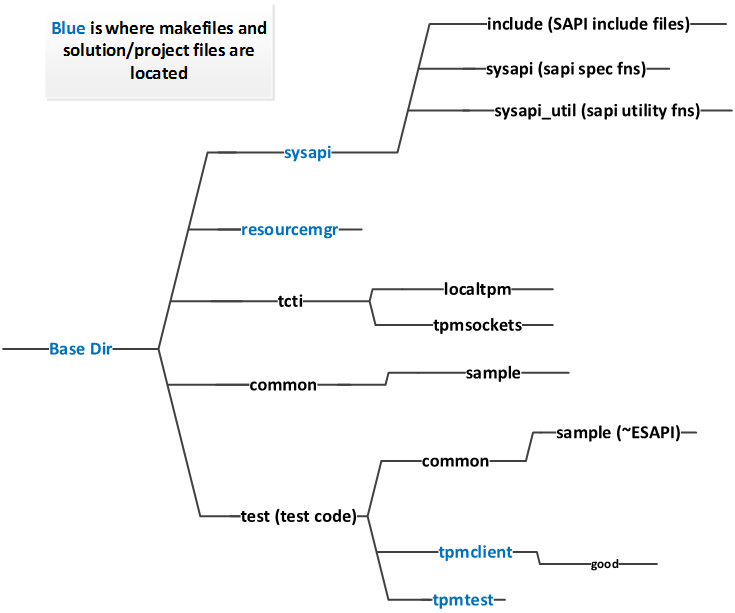 Blue is where makefiles and
solution/project files are
located
include (SAPI include files)
sysapi (sapi spec fns)
sysapi_util (sapi utility fns)
sysapi
resourcemgr
tcti
localtpm
tpmsockets
Base Dir
common
sample
test (test code)
common
sample (~ESAPI)
tpmclient
good
tpmtest